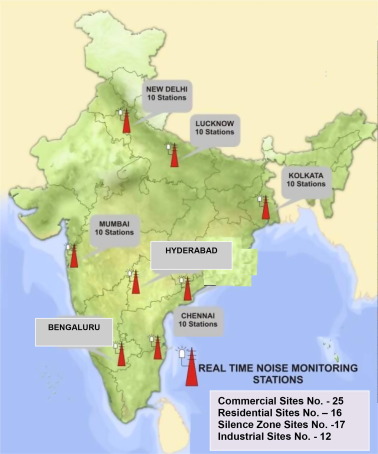 NEW DELHI
10 Stations
LUCKNOW
10 Stations
KOLKATA
10 Stations
MUMBAI
10 Stations
HYDERABAD
CHENNAI
10 Stations
BENGALURU
REAL TIME NOISE MONITORING
STATIONS
Commercial Sites No. - 25
Residential Sites No. – 16
Silence Zone Sites No. -17
Industrial Sites No. - 12